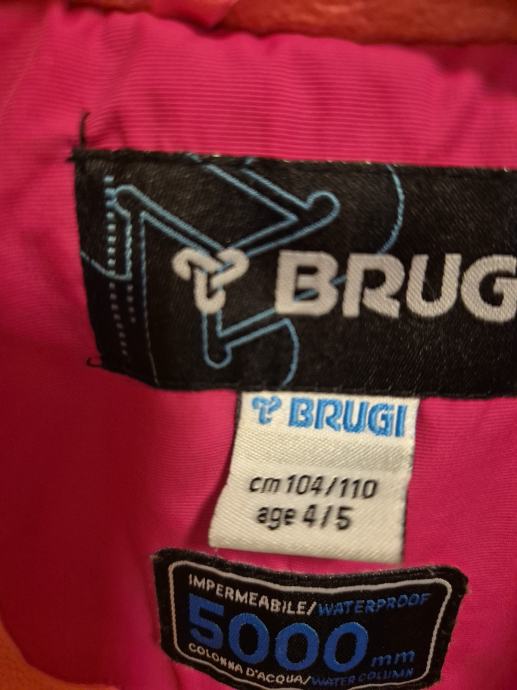 BRUG
BRUGI
cm 104/110
age 4/5
IMPERMEABILE/WATERPROOF
5000 mm
COLONNA D'ACQUA/WATER COLUMN